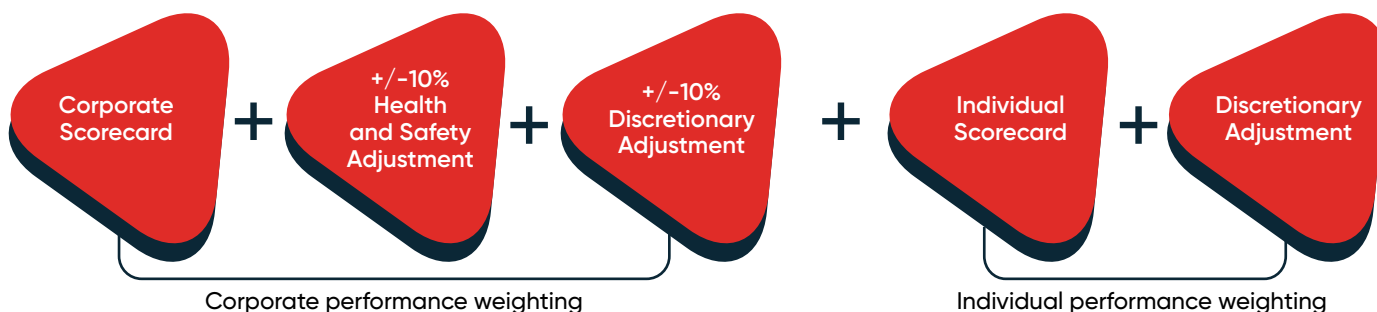 Corporate
Scorecard
+
+/-10%
Health
and Safety
Adjustment
+
+/-10%
Discretionary
Adjustment
+
Individual
Scorecard
+
Discretionary
Adjustment
Corporate performance weighting
Individual performance weighting